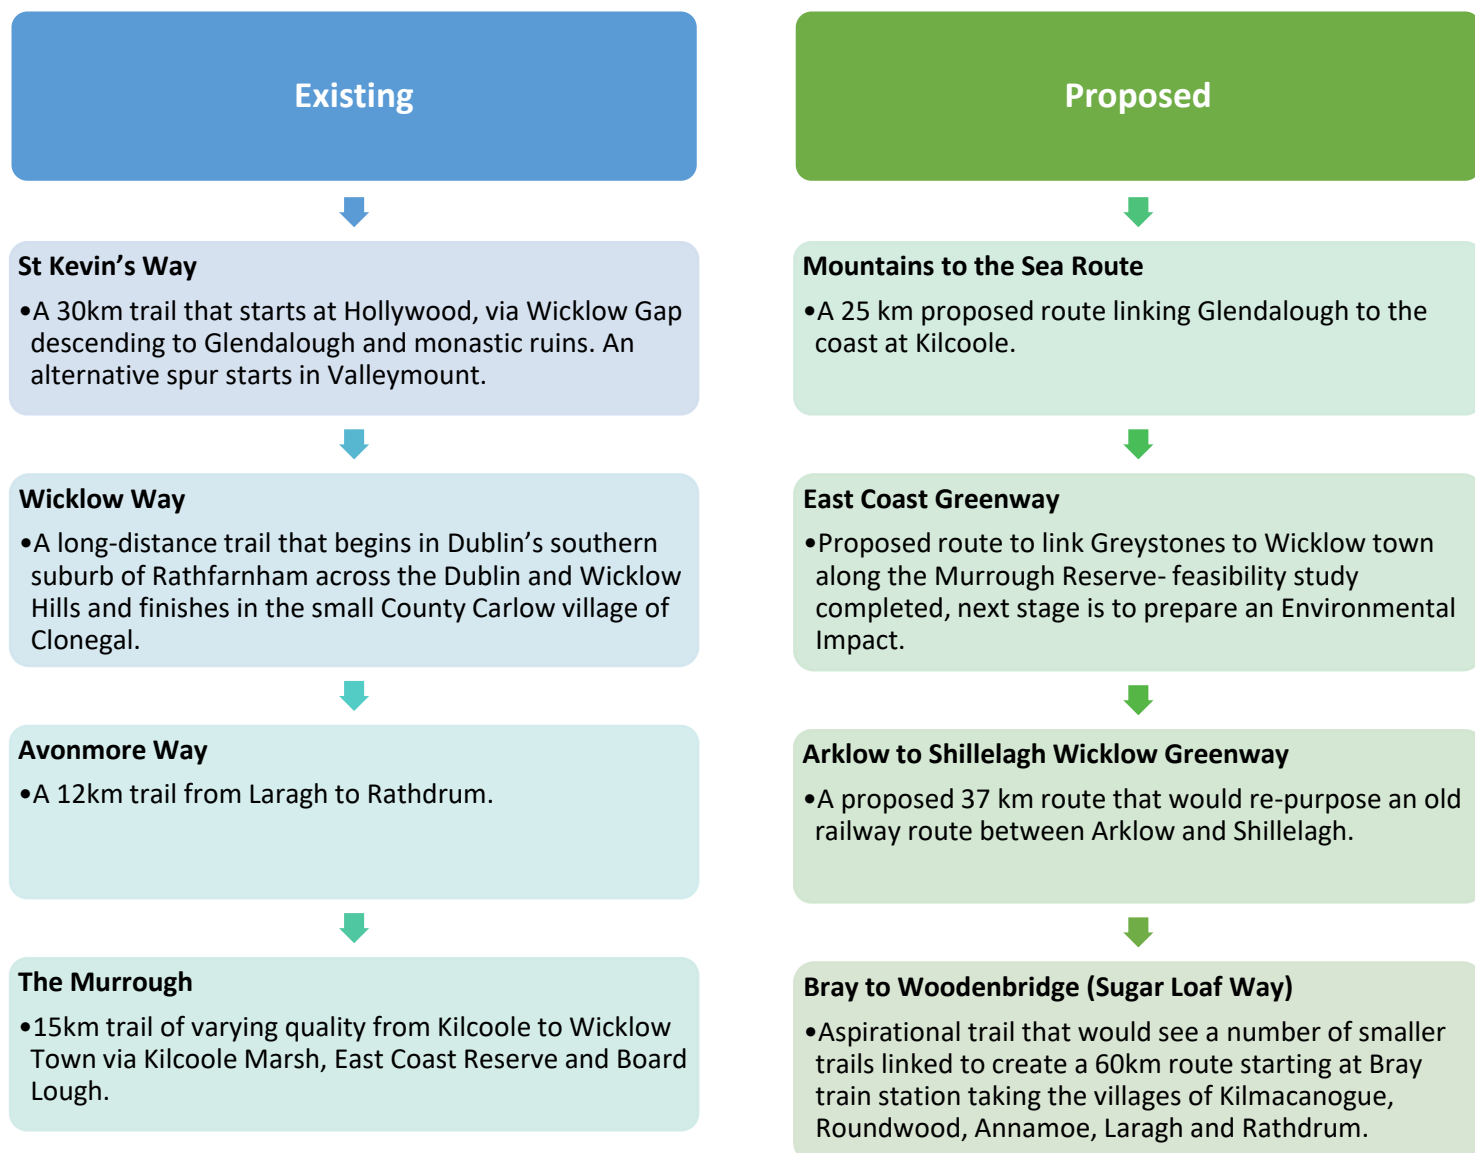 Existing
St Kevin's Way
•A 30km trail that starts at Hollywood, via Wicklow Gap
descending to Glendalough and monastic ruins. An
alternative spur starts in Valleymount.
Wicklow Way
•A long-distance trail that begins in Dublin's southern
suburb of Rathfarnham across the Dublin and Wicklow
Hills and finishes in the small County Carlow village of
Clonegal.
Avonmore Way
•A 12km trail from Laragh to Rathdrum.
The Murrough
•15km trail of varying quality from Kilcoole to Wicklow
Town via Kilcoole Marsh, East Coast Reserve and Board
Lough.
Proposed
Mountains to the Sea Route
•A 25 km proposed route linking Glendalough to the
coast at Kilcoole.
East Coast Greenway
•Proposed route to link Greystones to Wicklow town
along the Murrough Reserve- feasibility study
completed, next stage is to prepare an Environmental
Impact.
Arklow to Shillelagh Wicklow Greenway
•A proposed 37 km route that would re-purpose an old
railway route between Arklow and Shillelagh.
Bray to Woodenbridge (Sugar Loaf Way)
•Aspirational trail that would see a number of smaller
trails linked to create a 60km route starting at Bray
train station taking the villages of Kilmacanogue,
Roundwood, Annamoe, Laragh and Rathdrum.